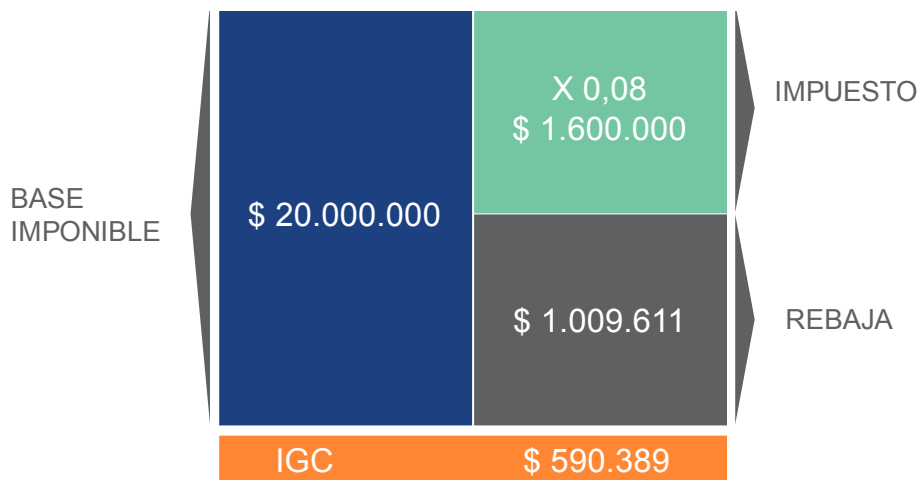 BASE
IMPONIBLE
$ 20.000.000
X 0,08
$ 1.600.000
IMPUESTO
$ 1.009.611
REBAJA
IGC $ 590.389